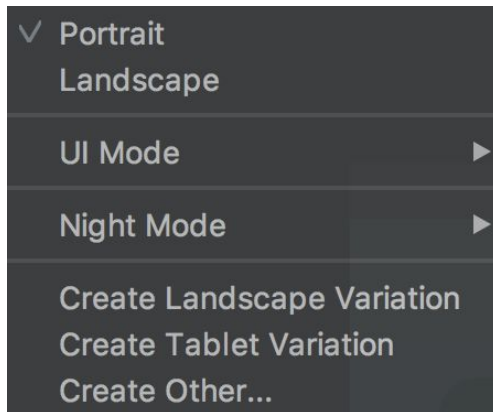 Portrait
Landscape
UI Mode
Night Mode
Create Landscape Variation
Create Tablet Variation
Create Other...